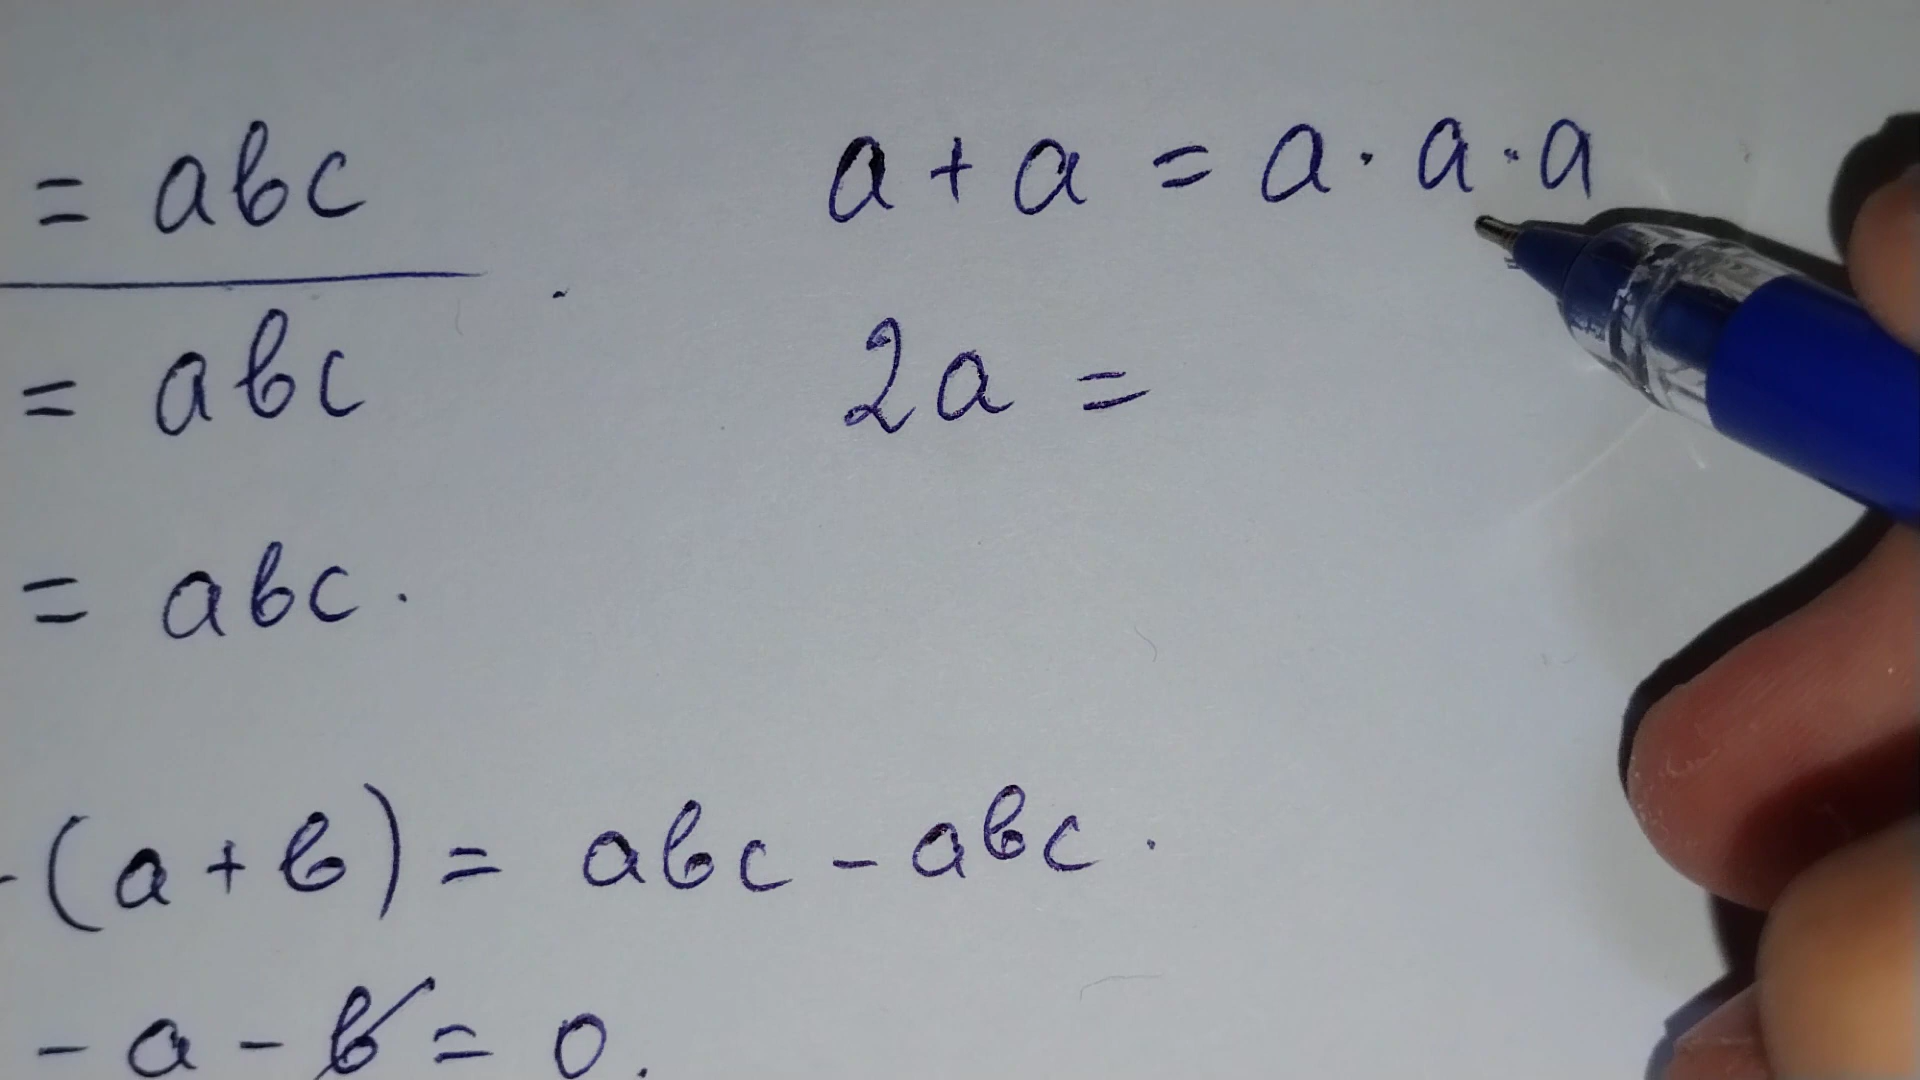 = abc
a + a = a · a · a
= abc
2a =
= abc.
-(a + b) = abc - abc.
- a - b = 0.